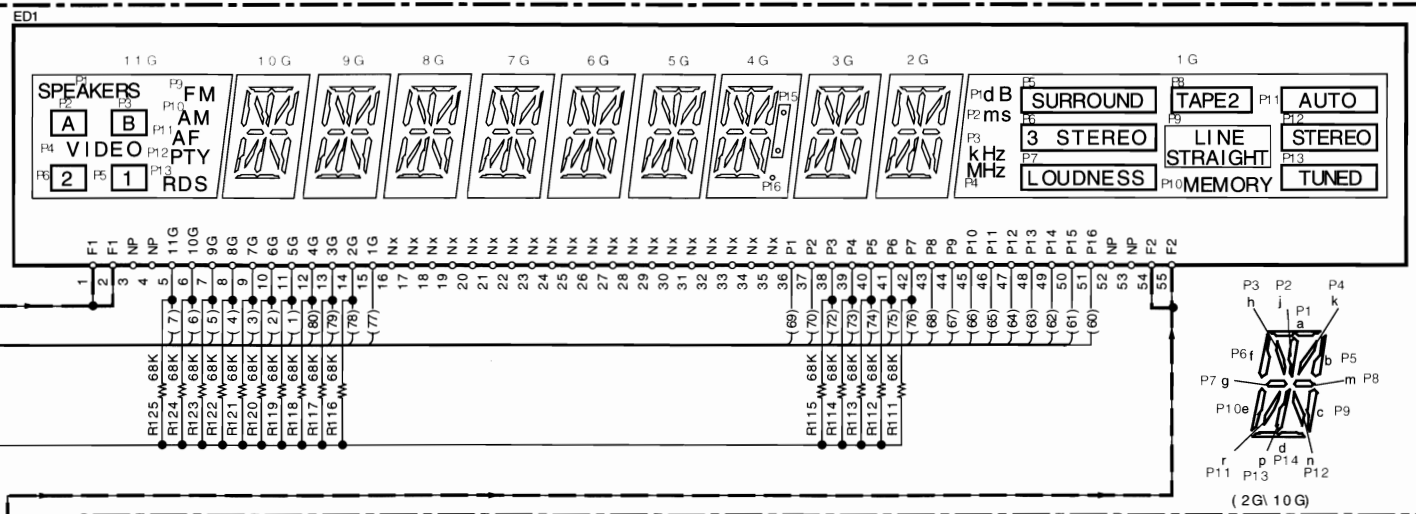 ED1
11G 10G 9G 8G 7G 6G 5G 4G 3G 2G 1G
P1
SPEAKERS
P2 P3
A B
P4 VIDEO
P6 2 P5 1
P9 FM
P10 AM
P11 AF
P12 PTY
P13 RDS
P15
P16
P1 dB
P2 ms
P3 kHz
MHz
P4
P5
SURROUND
P6
3 STEREO
P7
LOUDNESS
P8
TAPE2
P9
LINE
STRAIGHT
P10 MEMORY
P11 AUTO
P12
STEREO
P13
TUNED
F1 F1 NP NP 11G 10G 9G 8G 7G 6G 5G 4G 3G 2G 1G Nx Nx Nx Nx Nx Nx Nx Nx Nx Nx Nx Nx Nx Nx Nx Nx Nx Nx Nx Nx P1 P2 P3 P4 P5 P6 P7 P8 P9 P10 P11 P12 P13 P14 P15 P16 NP NP F2 F2
1 2 3 4 5 6 7 8 9 10 11 12 13 14 15 16 17 18 19 20 21 22 23 24 25 26 27 28 29 30 31 32 33 34 35 36 37 38 39 40 41 42 43 44 45 46 47 48 49 50 51 52 53 54 55
(7) (6) (5) (4) (3) (2) (1) (80) (79) (78) (77) (69) (70) (72) (73) (74) (75) (76) (68) (67) (66) (65) (64) (63) (62) (61) (60)
68K 68K 68K 68K 68K 68K 68K 68K 68K 68K 68K 68K 68K 68K 68K
R125 R124 R123 R122 R121 R120 R119 R118 R117 R116 R115 R114 R113 R112 R111
P3 P2 P4
h j k
P1
a
P6 f b P5
P7 g m P8
P10 e c P9
d
r p P14 n
P11 P13 P12
(2G\10G)